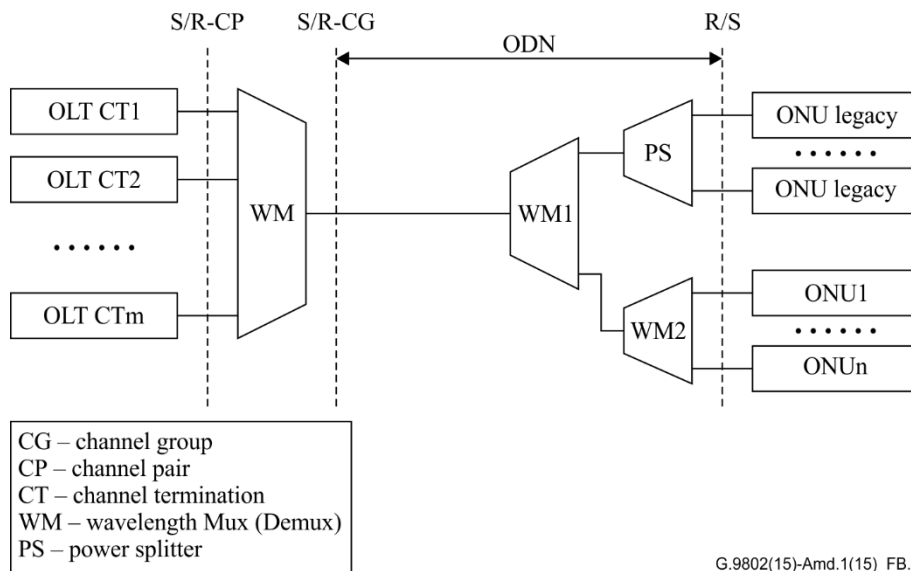 S/R-CP
S/R-CG
R/S
ODN
OLT CT1
OLT CT2
OLT CTm
WM
WM1
PS
WM2
ONU legacy
ONU legacy
ONU1
ONUn
CG – channel group
CP – channel pair
CT – channel termination
WM – wavelength Mux (Demux)
PS – power splitter
G.9802(15)-Amd.1(15)_FB.